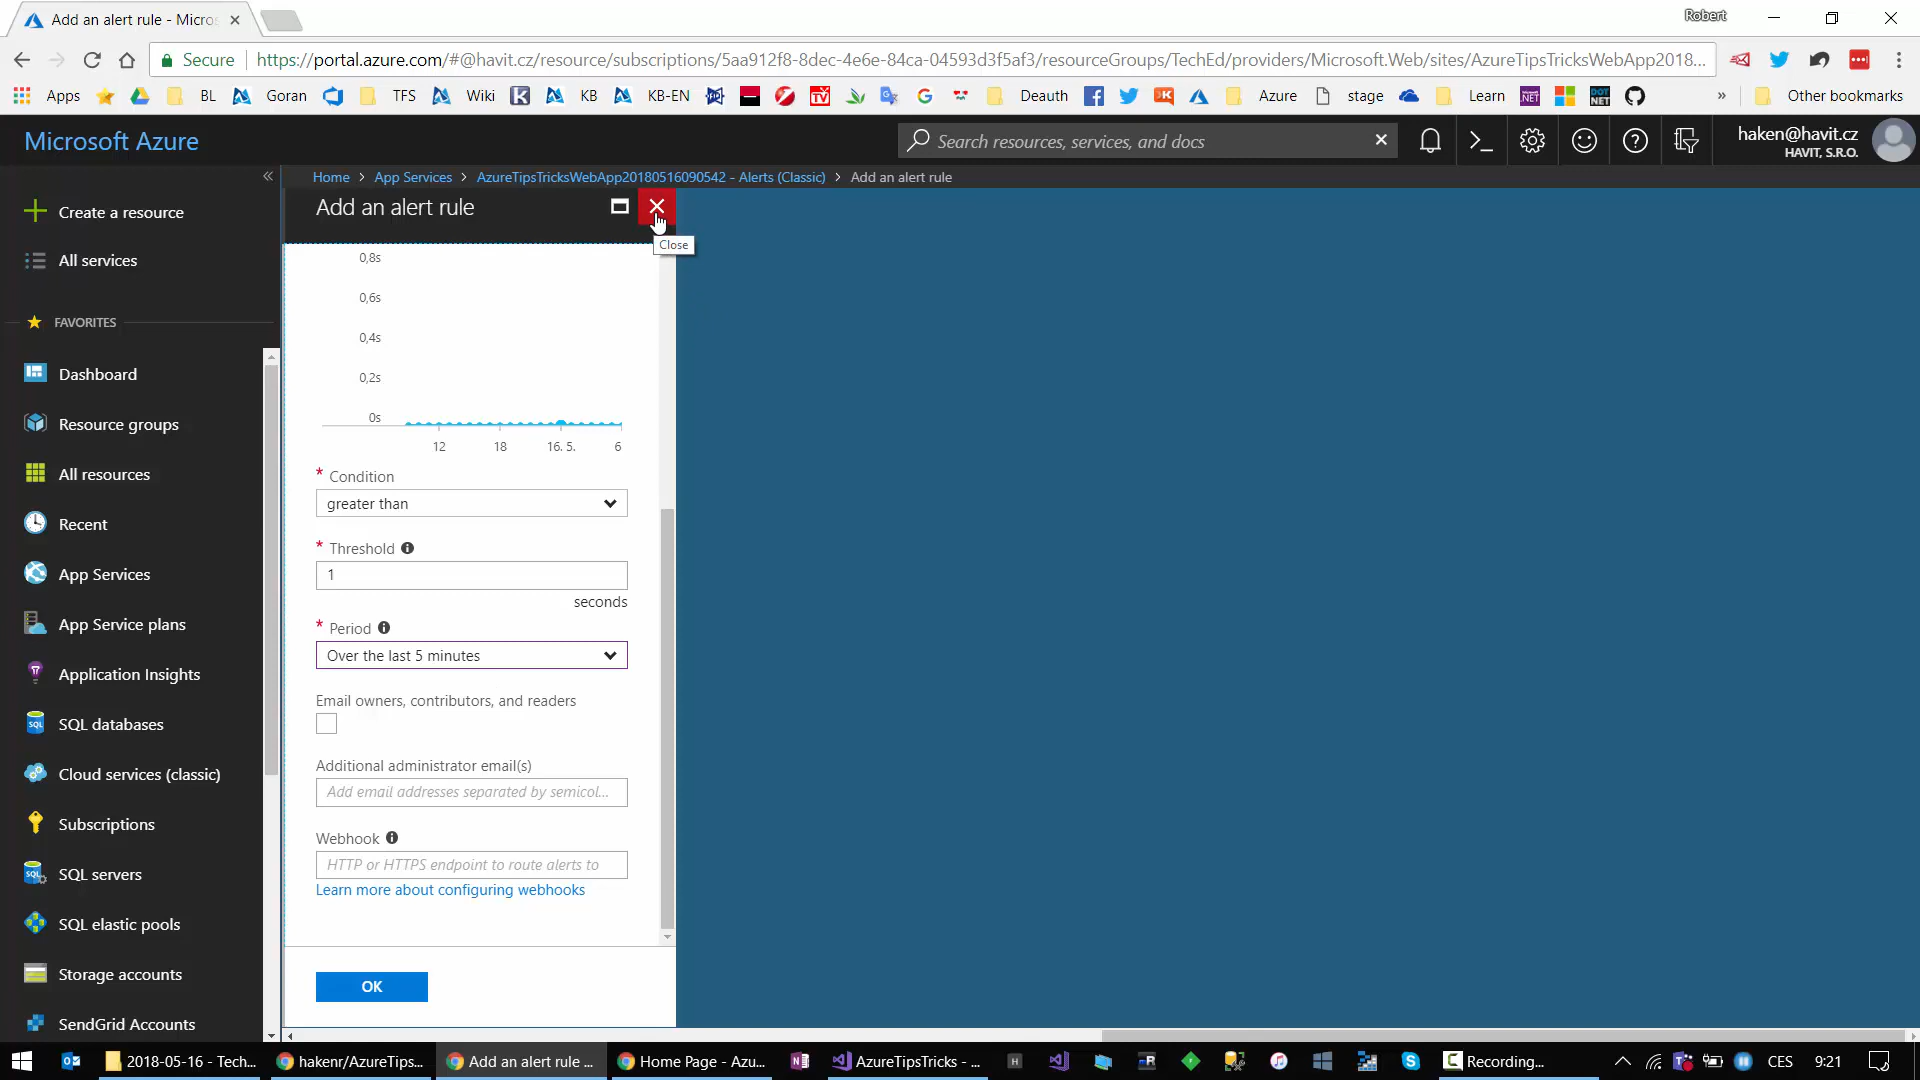 Add an alert rule - Micros
Robert
Secure
https://portal.azure.com/#@havit.cz/resource/subscriptions/5aa912f8-8dec-4e6e-84ca-04593d3f5af3/resourceGroups/TechEd/providers/Microsoft.Web/sites/AzureTipsTricksWebApp2018...
Apps BL Goran TFS Wiki KB KB-EN Deauth Azure stage Learn » Other bookmarks
Microsoft Azure
Search resources, services, and docs
haken@havit.cz
HAVIT, S.R.O.
Home > App Services > AzureTipsTricksWebApp20180516090542 - Alerts (Classic) > Add an alert rule
Add an alert rule
Close
Create a resource
All services
FAVORITES
Dashboard
Resource groups
All resources
Recent
App Services
App Service plans
Application Insights
SQL databases
Cloud services (classic)
Subscriptions
SQL servers
SQL elastic pools
Storage accounts
SendGrid Accounts
0,8s
0,6s
0,4s
0,2s
0s
12 18 16. 5. 6
* Condition
greater than
* Threshold
1
seconds
* Period
Over the last 5 minutes
Email owners, contributors, and readers
Additional administrator email(s)
Add email addresses separated by semicol...
Webhook
HTTP or HTTPS endpoint to route alerts to
Learn more about configuring webhooks
OK
2018-05-16 - Tech... hakenr/AzureTips... Add an alert rule ... Home Page - Azu... AzureTipsTricks - ... Recording... CES 9:21